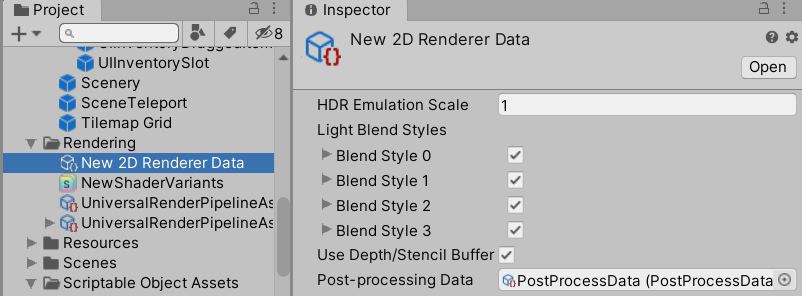 Project
8
UIInventorySlot
Scenery
SceneTeleport
Tilemap Grid
Rendering
New 2D Renderer Data
NewShaderVariants
UniversalRenderPipelineAs
UniversalRenderPipelineAs
Resources
Scenes
Scriptable Object Assets
Inspector
New 2D Renderer Data
Open
HDR Emulation Scale 1
Light Blend Styles
Blend Style 0
Blend Style 1
Blend Style 2
Blend Style 3
Use Depth/Stencil Buffer
Post-processing Data PostProcessData (PostProcessData